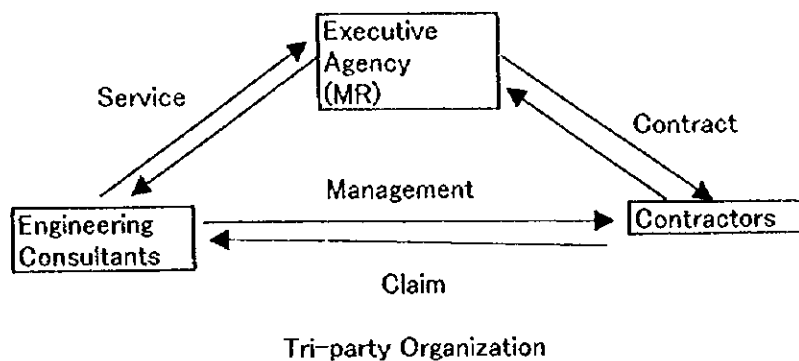 Executive
Agency
(MR)
Service
Contract
Management
Engineering
Consultants
Contractors
Claim
Tri-party Organization